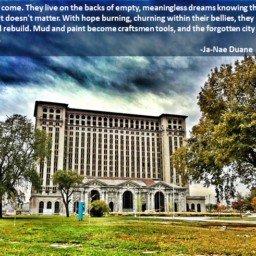 come. They live on the backs of empty, meaningless dreams knowing th
t doesn't matter. With hope burning, churning within their bellies, they
l rebuild. Mud and paint become craftsmen tools, and the forgotten city
-Ja-Nae Duane